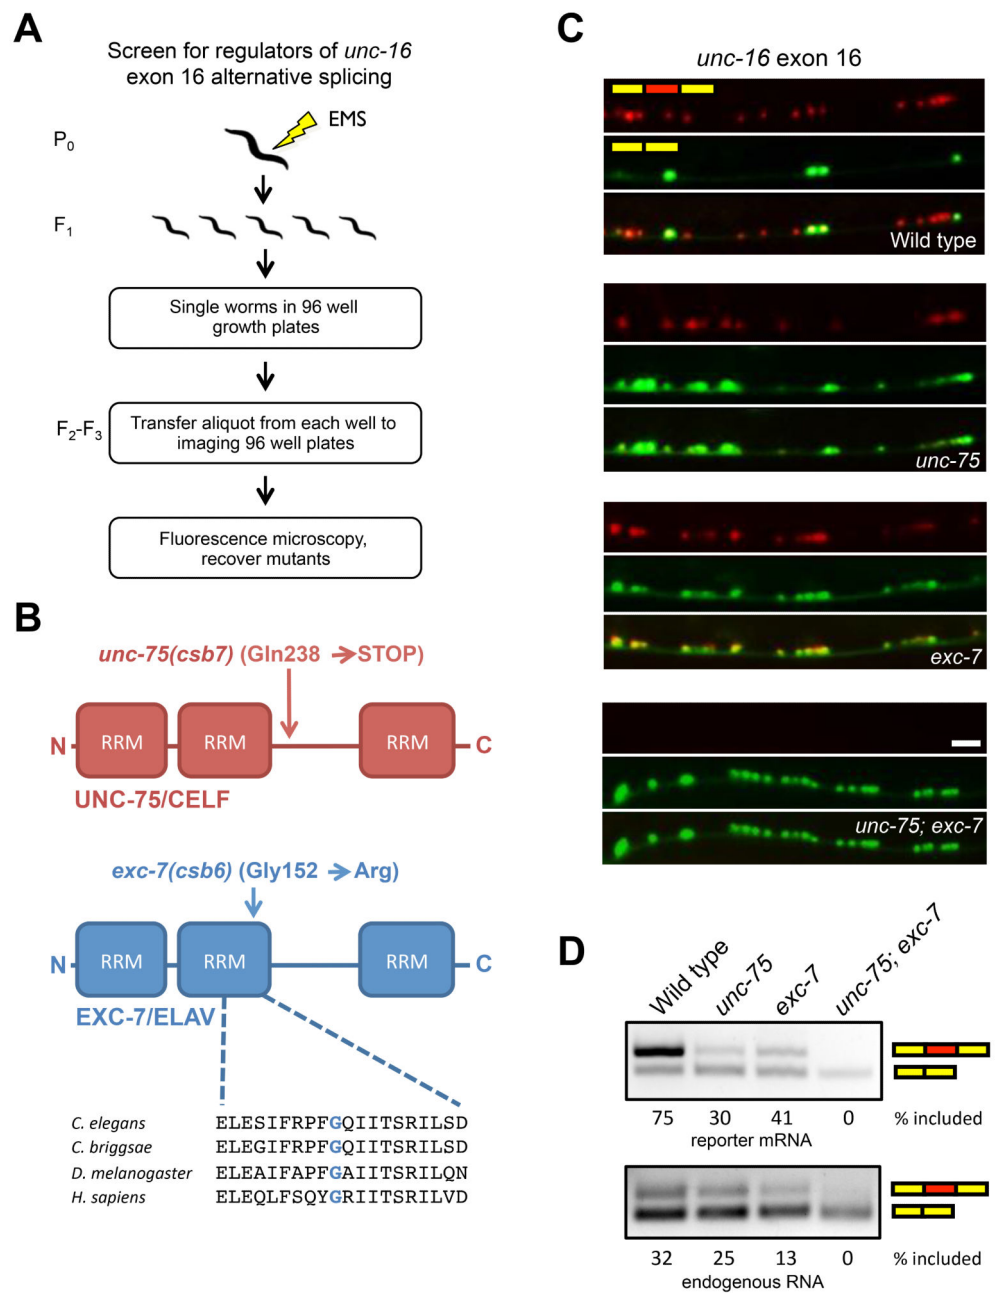 A
Screen for regulators of unc-16
exon 16 alternative splicing
P0
EMS
F1
Single worms in 96 well
growth plates
F2-F3
Transfer aliquot from each well to
imaging 96 well plates
Fluorescence microscopy,
recover mutants
B
unc-75(csb7) (Gln238 → STOP)
N RRM RRM RRM C
UNC-75/CELF
exc-7(csb6) (Gly152 → Arg)
N RRM RRM RRM C
EXC-7/ELAV
C. elegans ELESIFRPFGQIITSRILSD
C. briggsae ELEGIFRPFGQIITSRILSD
D. melanogaster ELEAIFAPFGAIITSRILQN
H. sapiens ELEQLFSQYGRIITSRILVD
C
unc-16 exon 16
Wild type
unc-75
exc-7
unc-75; exc-7
D
Wild type unc-75 exc-7 unc-75; exc-7
75 30 41 0 % included
reporter mRNA
32 25 13 0 % included
endogenous RNA